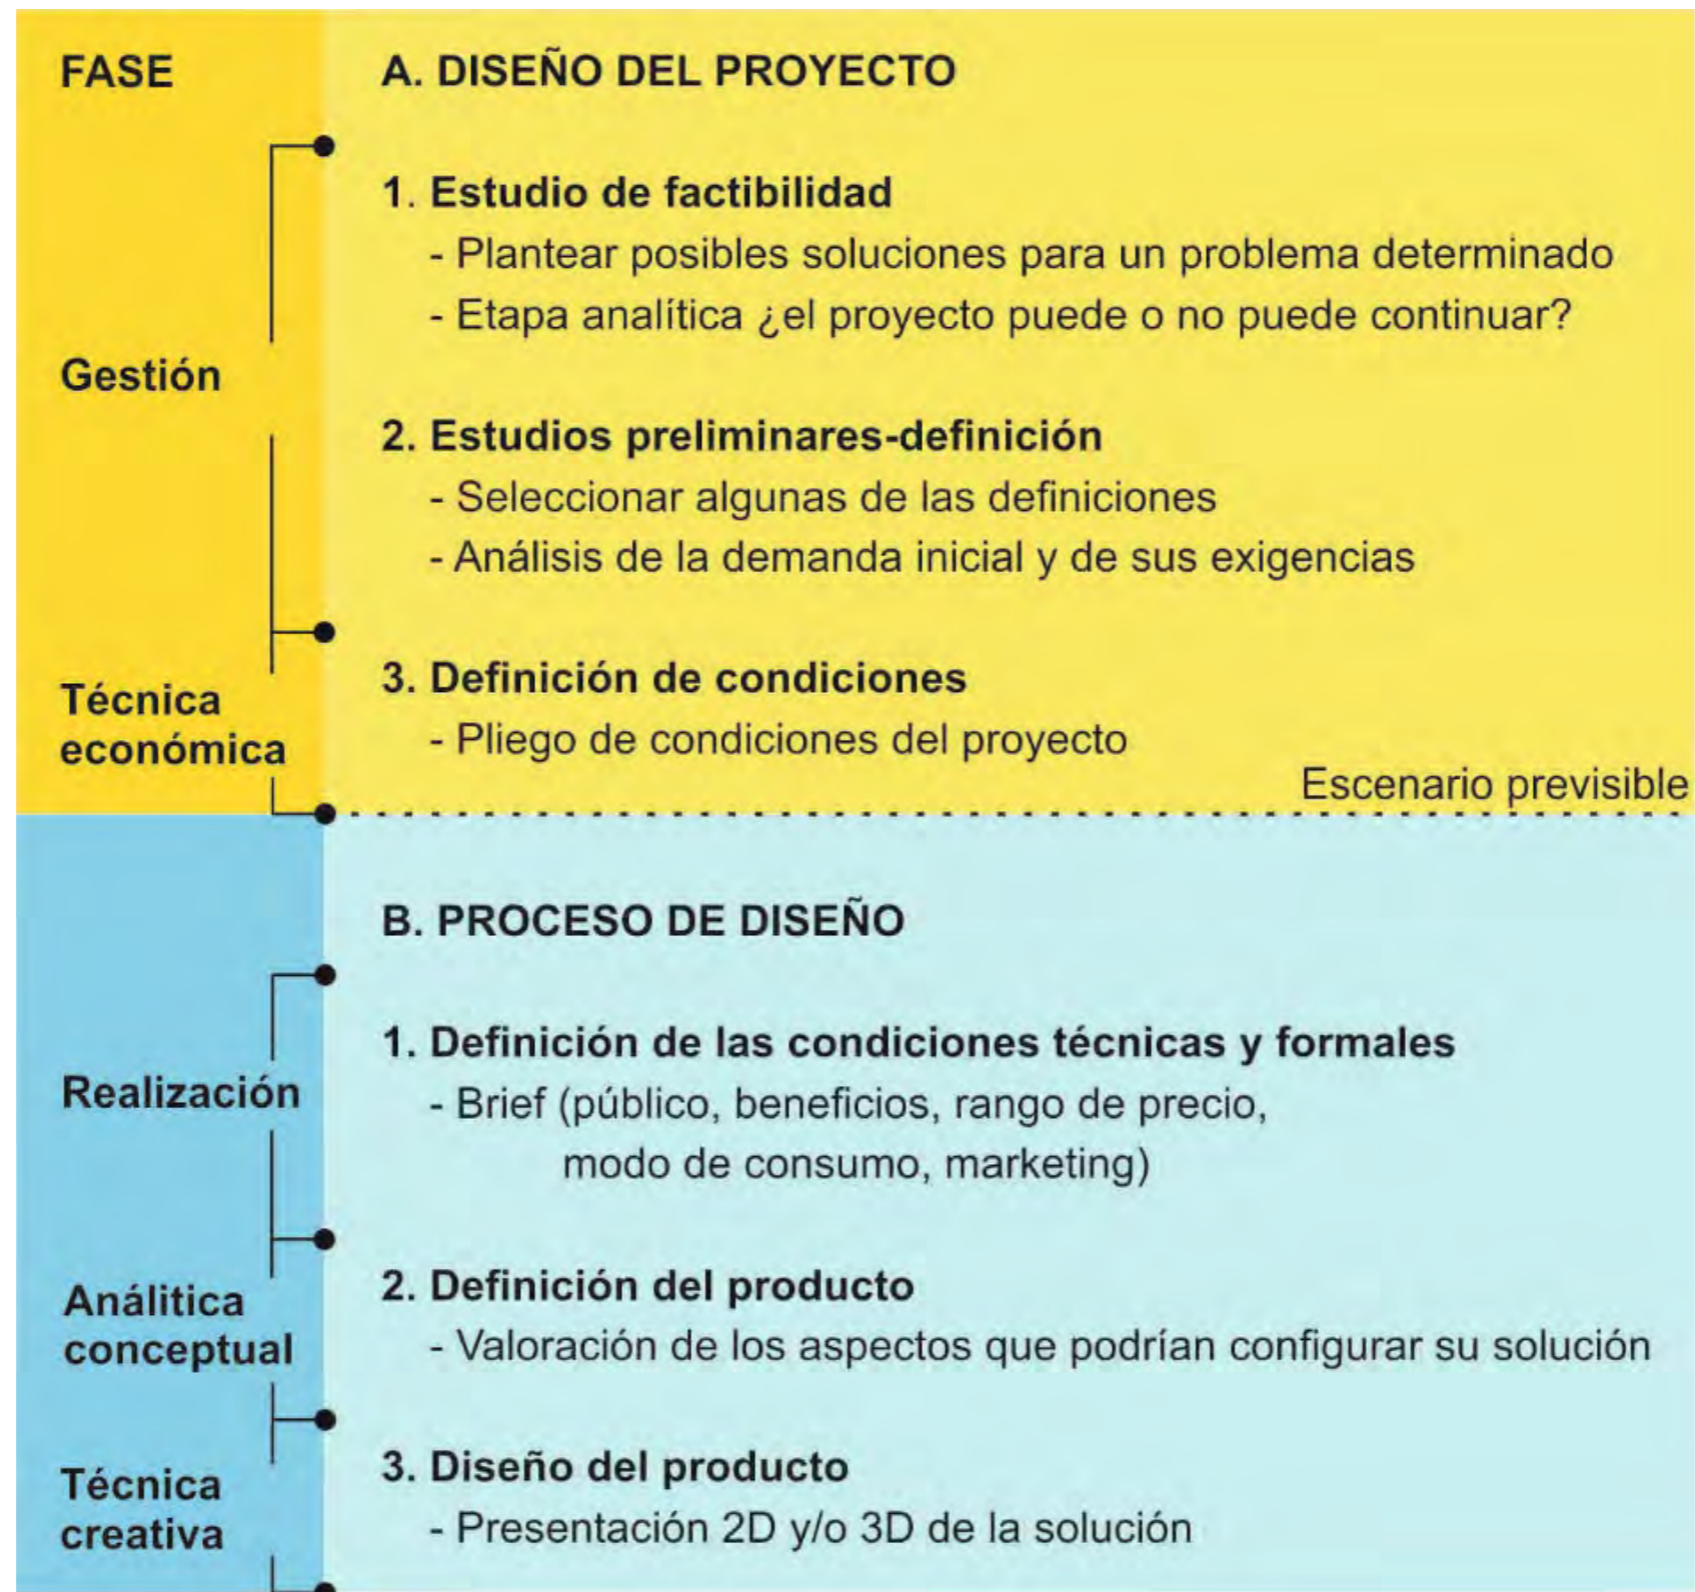 FASE
A. DISEÑO DEL PROYECTO
1. Estudio de factibilidad
- Plantear posibles soluciones para un problema determinado
- Etapa analítica ¿el proyecto puede o no puede continuar?
Gestión
2. Estudios preliminares-definición
- Seleccionar algunas de las definiciones
- Análisis de la demanda inicial y de sus exigencias
Técnica
económica
3. Definición de condiciones
- Pliego de condiciones del proyecto
Escenario previsible
B. PROCESO DE DISEÑO
Realización
1. Definición de las condiciones técnicas y formales
- Brief (público, beneficios, rango de precio,
modo de consumo, marketing)
Análitica
conceptual
2. Definición del producto
- Valoración de los aspectos que podrían configurar su solución
Técnica
creativa
3. Diseño del producto
- Presentación 2D y/o 3D de la solución